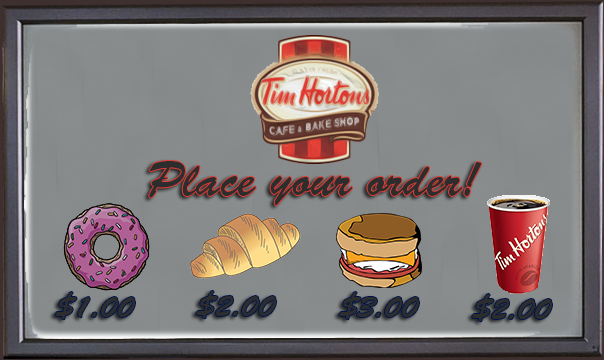 Tim Hortons
CAFE & BAKE SHOP
Place your order!
Tim Hortons
$1.00 $2.00 $3.00 $2.00